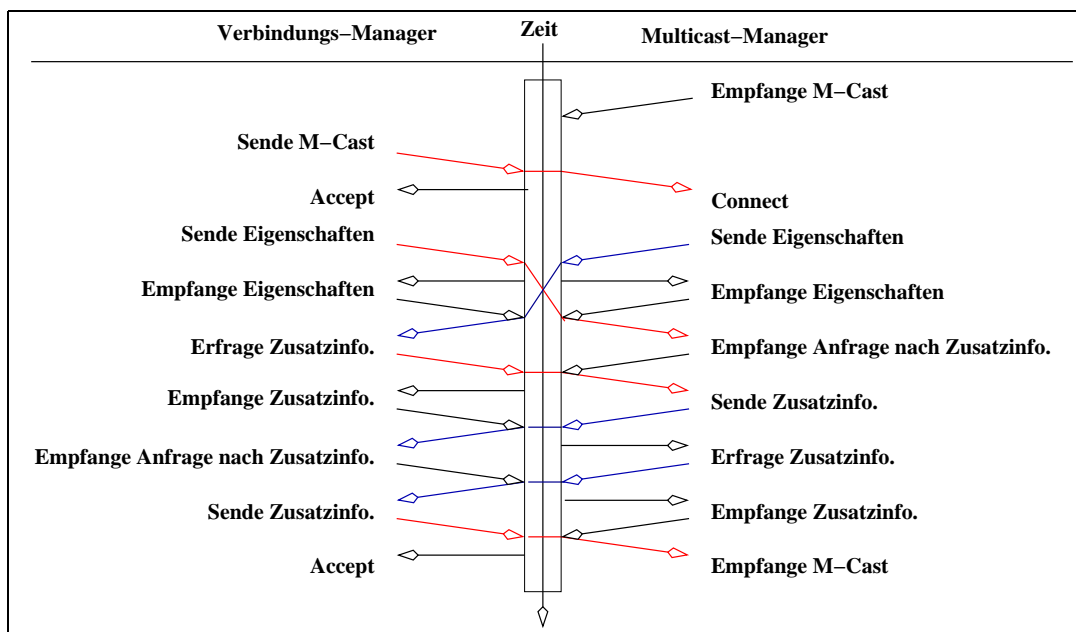 Verbindungs–Manager
Zeit
Multicast–Manager
Empfange M–Cast
Sende M–Cast
Accept
Connect
Sende Eigenschaften
Sende Eigenschaften
Empfange Eigenschaften
Empfange Eigenschaften
Erfrage Zusatzinfo.
Empfange Anfrage nach Zusatzinfo.
Empfange Zusatzinfo.
Sende Zusatzinfo.
Empfange Anfrage nach Zusatzinfo.
Erfrage Zusatzinfo.
Sende Zusatzinfo.
Empfange Zusatzinfo.
Accept
Empfange M–Cast